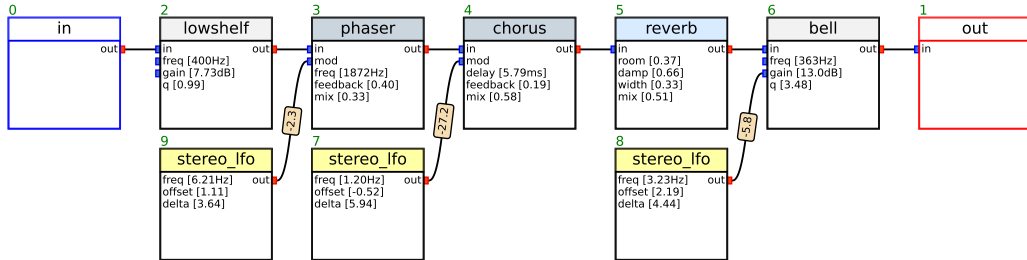 0
in
out
2
lowshelf
in
out
freq [400Hz]
gain [7.73dB]
q [0.99]
3
phaser
in
out
mod
freq [1872Hz]
feedback [0.40]
mix [0.33]
4
chorus
in
out
mod
delay [5.79ms]
feedback [0.19]
mix [0.58]
5
reverb
in
out
room [0.37]
damp [0.66]
width [0.33]
mix [0.51]
6
bell
in
out
freq [363Hz]
gain [13.0dB]
q [3.48]
1
out
in
-2.3
-27.2
-5.8
9
stereo_lfo
freq [6.21Hz]
out
offset [1.11]
delta [3.64]
7
stereo_lfo
freq [1.20Hz]
out
offset [-0.52]
delta [5.94]
8
stereo_lfo
freq [3.23Hz]
out
offset [2.19]
delta [4.44]